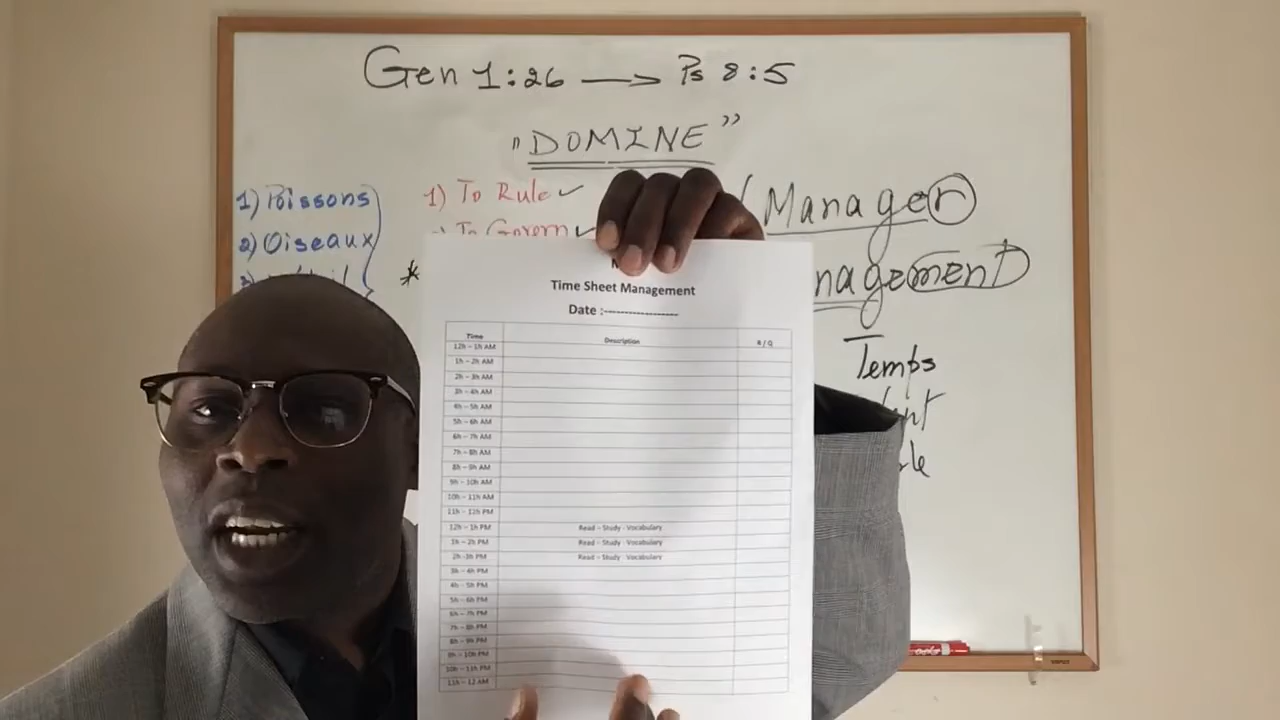 Gen 1:26 → Ps 8:5
"DOMINE"
1) Poissons
2) Oiseaux
1) To Rule ✓
To Govern ✓
*
Manager
nagement
Temps
Time Sheet Management
Date :------------------
Time Description R / Q
12h – 1h AM
1h – 2h AM
2h – 3h AM
3h – 4h AM
4h – 5h AM
5h – 6h AM
6h – 7h AM
7h – 8h AM
8h – 9h AM
9h – 10h AM
10h – 11h AM
11h – 12h PM
12h – 1h PM Read – Study - Vocabulary
1h – 2h PM Read – Study - Vocabulary
2h -3h PM Read – Study - Vocabulary
3h – 4h PM
4h – 5h PM
5h – 6h PM
6h – 7h PM
7h – 8h PM
8h – 9h PM
9h – 10h PM
10h – 11h PM
11h – 12 AM